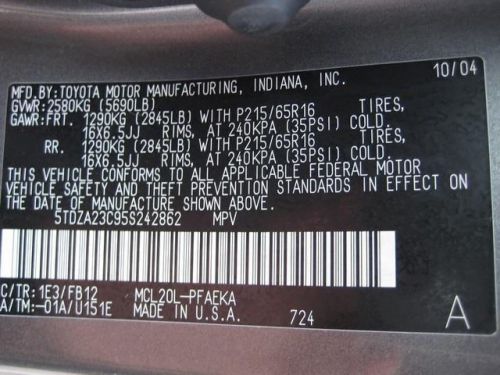 MFD.BY:TOYOTA MOTOR MANUFACTURING, INDIANA, INC. 10/04
GVWR:2580KG (5690LB)
GAWR:FRT. 1290KG (2845LB) WITH P215/65R16 TIRES,
16X6.5JJ RIMS, AT 240KPA (35PSI) COLD.
RR. 1290KG (2845LB) WITH P215/65R16 TIRES,
16X6.5JJ RIMS, AT 240KPA (35PSI) COLD.
THIS VEHICLE CONFORMS TO ALL APPLICABLE FEDERAL MOTOR
VEHICLE SAFETY AND THEFT PREVENTION STANDARDS IN EFFECT ON
THE DATE OF MANUFACTURE SHOWN ABOVE.
5TDZA23C95S242862 MPV
C/TR:1E3/FB12 MCL20L-PFAEKA
A/TM:-01A/U151E MADE IN U.S.A. 724 A